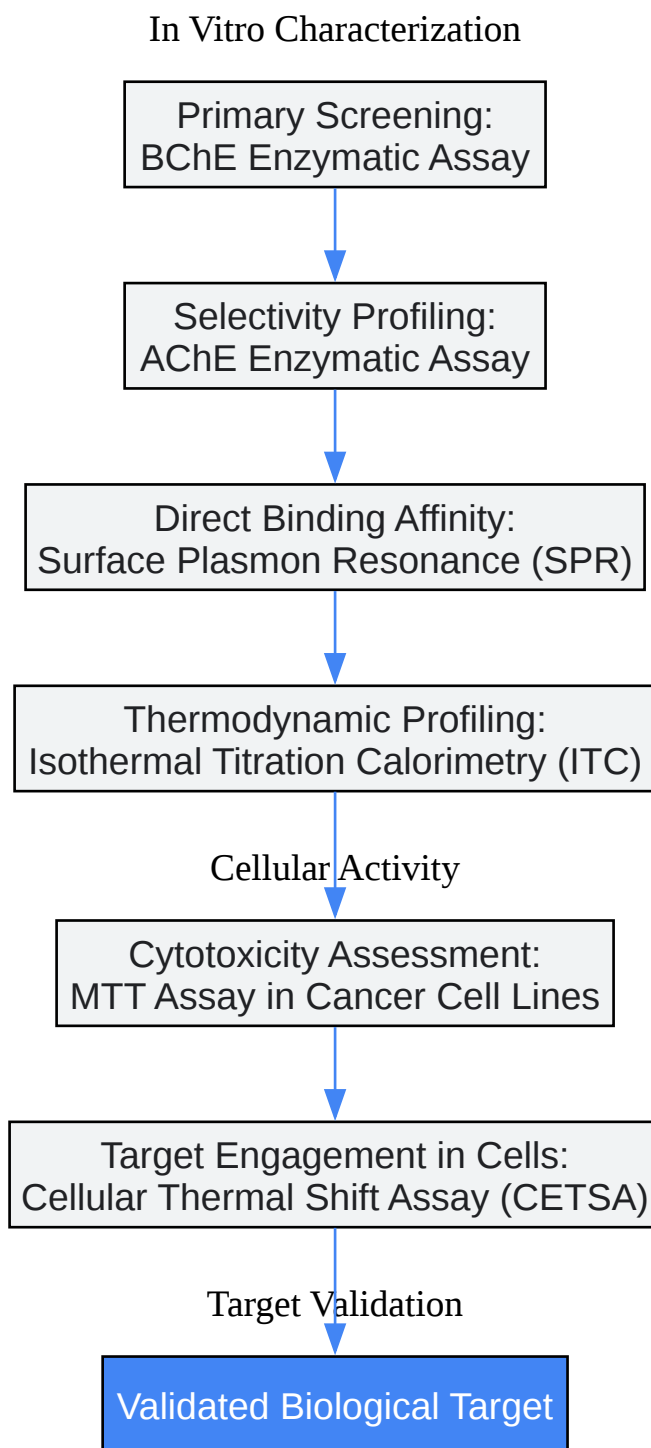 In Vitro Characterization
Primary Screening:
BChE Enzymatic Assay
Selectivity Profiling:
AChE Enzymatic Assay
Direct Binding Affinity:
Surface Plasmon Resonance (SPR)
Thermodynamic Profiling:
Isothermal Titration Calorimetry (ITC)
Cellular Activity
Cytotoxicity Assessment:
MTT Assay in Cancer Cell Lines
Target Engagement in Cells:
Cellular Thermal Shift Assay (CETSA)
Target Validation
Validated Biological Target